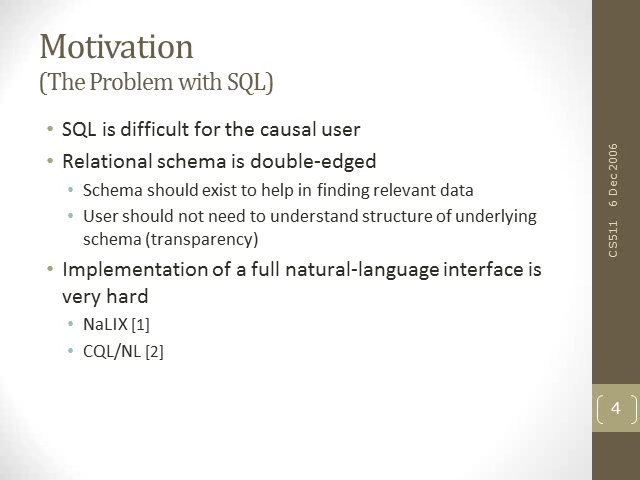 Motivation
(The Problem with SQL)
• SQL is difficult for the causal user
• Relational schema is double-edged
• Schema should exist to help in finding relevant data
• User should not need to understand structure of underlying
schema (transparency)
• Implementation of a full natural-language interface is
very hard
• NaLIX [1]
• CQL/NL [2]
CS511 6 Dec 2006
4